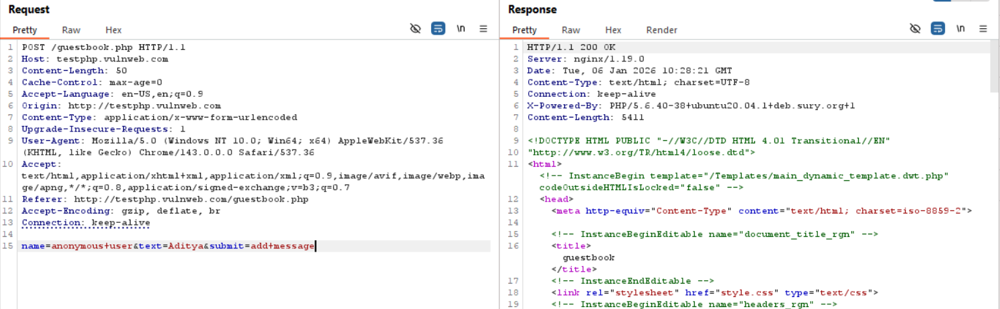 Request
Pretty Raw Hex
\n
1 POST /guestbook.php HTTP/1.1
2 Host: testphp.vulnweb.com
3 Content-Length: 50
4 Cache-Control: max-age=0
5 Accept-Language: en-US,en;q=0.9
6 Origin: http://testphp.vulnweb.com
7 Content-Type: application/x-www-form-urlencoded
8 Upgrade-Insecure-Requests: 1
9 User-Agent: Mozilla/5.0 (Windows NT 10.0; Win64; x64) AppleWebKit/537.36
(KHTML, like Gecko) Chrome/143.0.0.0 Safari/537.36
10 Accept:
text/html,application/xhtml+xml,application/xml;q=0.9,image/avif,image/webp,ima
ge/apng,*/*;q=0.8,application/signed-exchange;v=b3;q=0.7
11 Referer: http://testphp.vulnweb.com/guestbook.php
12 Accept-Encoding: gzip, deflate, br
13 Connection: keep-alive
14
15 name=anonymous+user&text=Aditya&submit=add+message
Response
Pretty Raw Hex Render
\n
1 HTTP/1.1 200 OK
2 Server: nginx/1.19.0
3 Date: Tue, 06 Jan 2026 10:28:21 GMT
4 Content-Type: text/html; charset=UTF-8
5 Connection: keep-alive
6 X-Powered-By: PHP/5.6.40-38+ubuntu20.04.1+deb.sury.org+1
7 Content-Length: 5411
8
9 <!DOCTYPE HTML PUBLIC "-//W3C//DTD HTML 4.01 Transitional//EN"
10 "http://www.w3.org/TR/html4/loose.dtd">
11 <html>
<!-- InstanceBegin template="/Templates/main_dynamic_template.dwt.php"
codeOutsideHTMLIsLocked="false" -->
12 <head>
13 <meta http-equiv="Content-Type" content="text/html; charset=iso-8859-2">
14
15 <!-- InstanceBeginEditable name="document_title_rgn" -->
16 <title>
guestbook
</title>
17 <!-- InstanceEndEditable -->
18 <link rel="stylesheet" href="style.css" type="text/css">
19 <!-- InstanceBeginEditable name="headers_rgn" -->